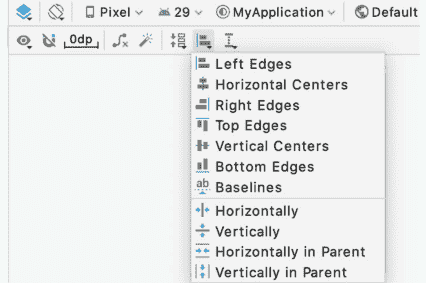 Pixel 29 MyApplication Default
0dp
Left Edges
Horizontal Centers
Right Edges
Top Edges
Vertical Centers
Bottom Edges
ab Baselines
Horizontally
Vertically
Horizontally in Parent
Vertically in Parent